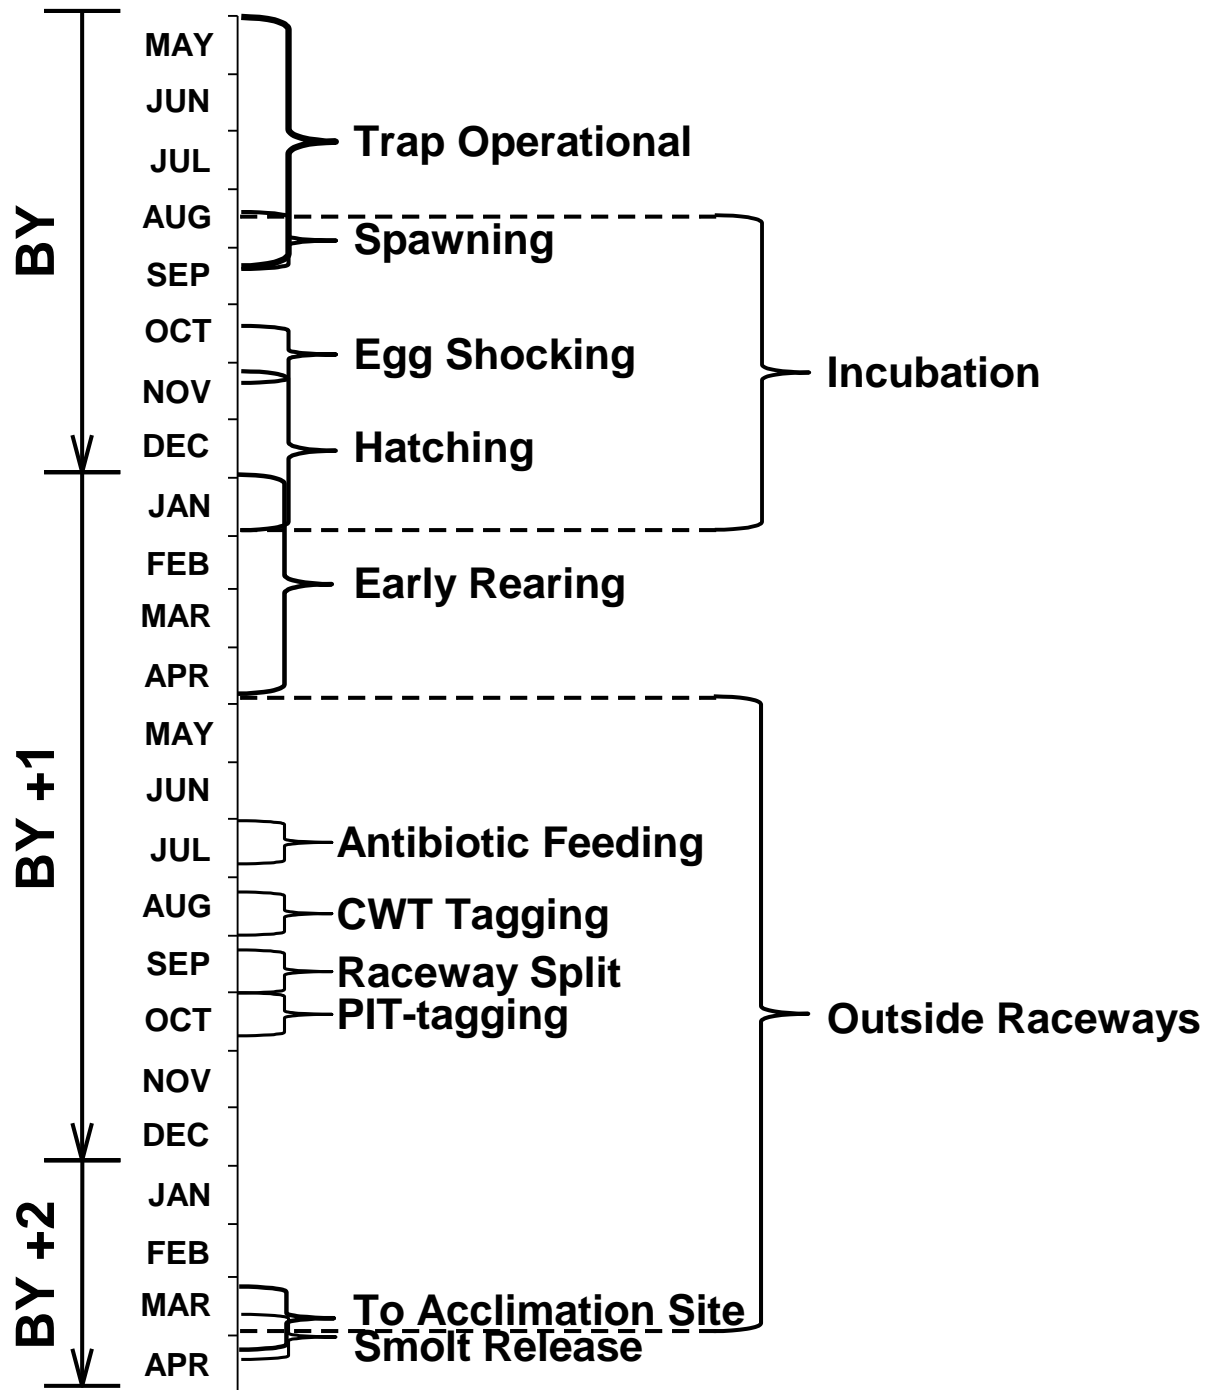 BY
MAY
JUN
JUL
AUG
SEP
OCT
NOV
DEC
Trap Operational
Spawning
Egg Shocking
Hatching
Incubation
BY +1
JAN
FEB
MAR
APR
MAY
JUN
JUL
AUG
SEP
OCT
NOV
DEC
Early Rearing
Antibiotic Feeding
CWT Tagging
Raceway Split
PIT-tagging
Outside Raceways
BY +2
JAN
FEB
MAR
APR
To Acclimation Site
Smolt Release